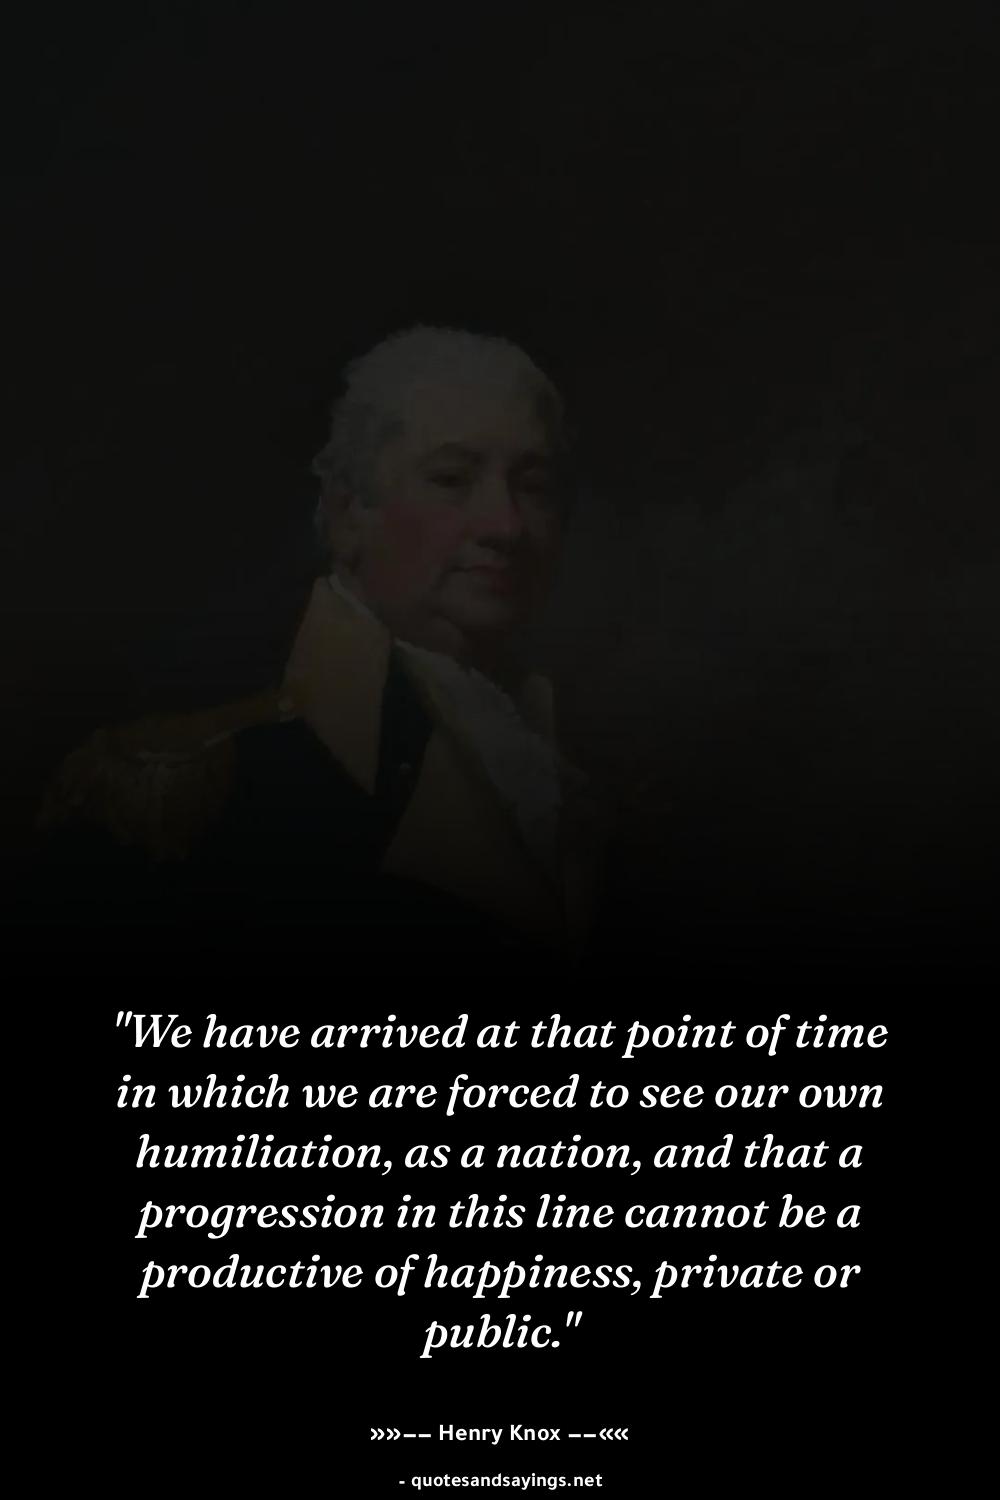 "We have arrived at that point of time
in which we are forced to see our own
humiliation, as a nation, and that a
progression in this line cannot be a
productive of happiness, private or
public."
»»−− Henry Knox −−««
- quotesandsayings.net